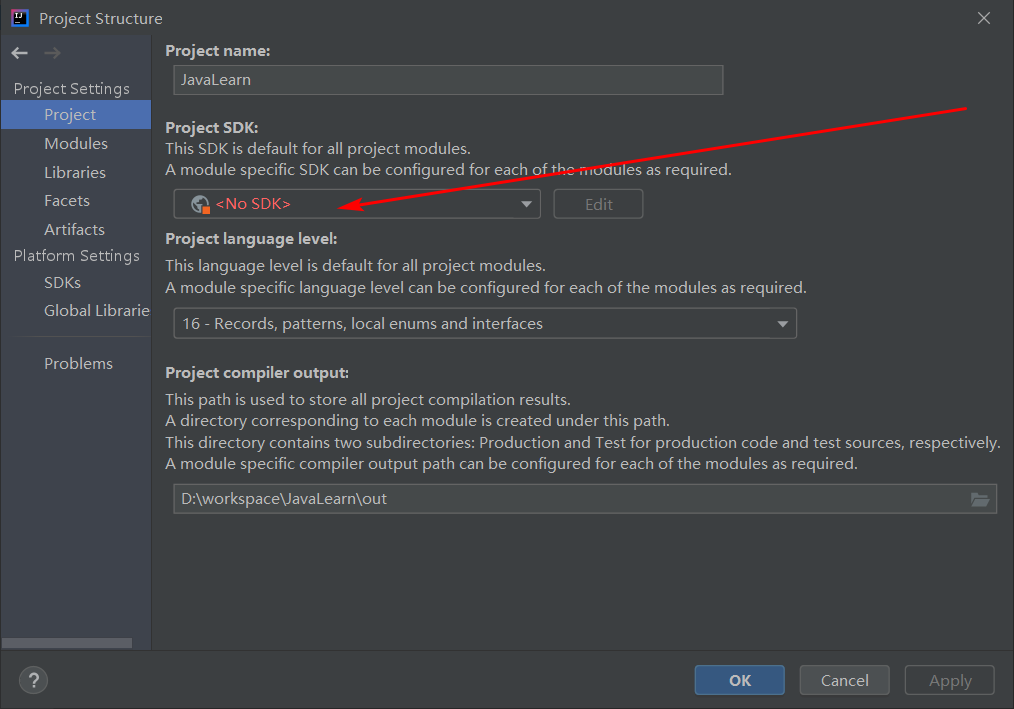 Project Structure
Project Settings
Project
Modules
Libraries
Facets
Artifacts
Platform Settings
SDKs
Global Librarie
Problems
Project name:
JavaLearn
Project SDK:
This SDK is default for all project modules.
A module specific SDK can be configured for each of the modules as required.
<No SDK>
Edit
Project language level:
This language level is default for all project modules.
A module specific language level can be configured for each of the modules as required.
16 - Records, patterns, local enums and interfaces
Project compiler output:
This path is used to store all project compilation results.
A directory corresponding to each module is created under this path.
This directory contains two subdirectories: Production and Test for production code and test sources, respectively.
A module specific compiler output path can be configured for each of the modules as required.
D:\workspace\JavaLearn\out
?
OK
Cancel
Apply